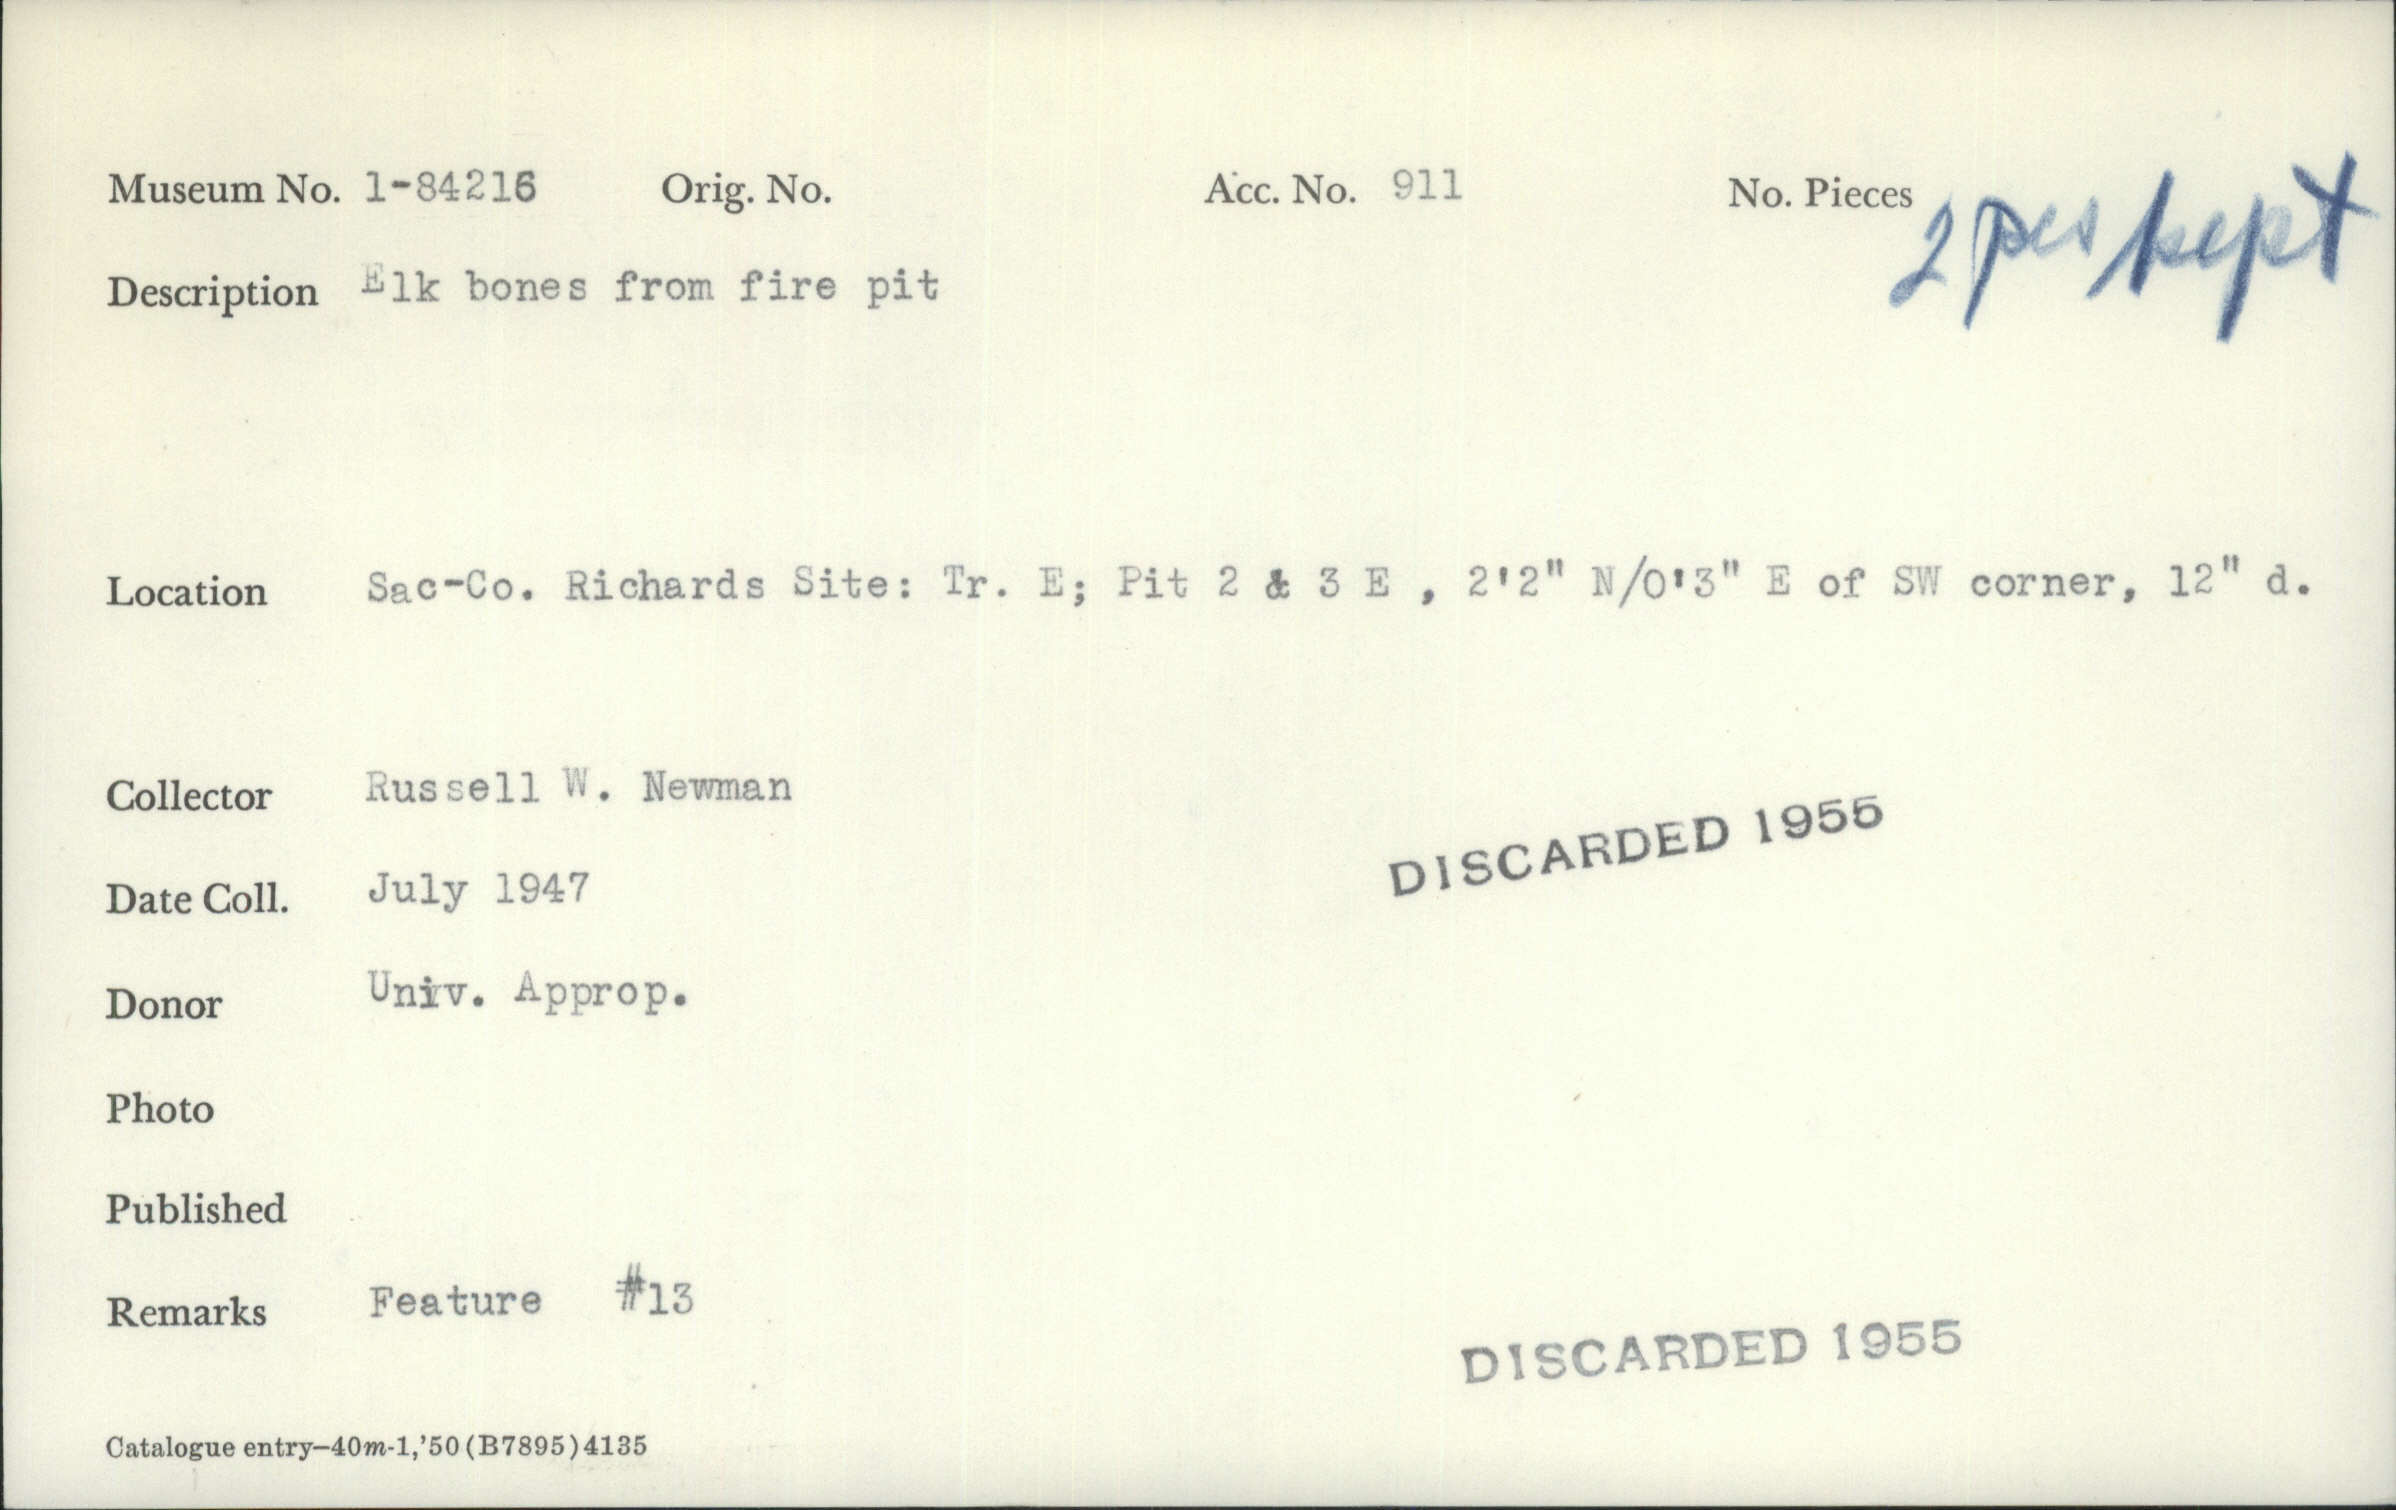 Museum No. 1-84216 Orig. No. Acc. No. 911 No. Pieces 2 pcs kept
Description Elk bones from fire pit
Location Sac-Co. Richards Site: Tr. E; Pit 2 & 3 E , 2'2" N/0'3" E of SW corner, 12" d.
Collector Russell W. Newman
DISCARDED 1955
Date Coll. July 1947
Donor Univ. Approp.
Photo
Published
Remarks Feature #13
DISCARDED 1955
Catalogue entry—40m-1,'50(B7895)4135